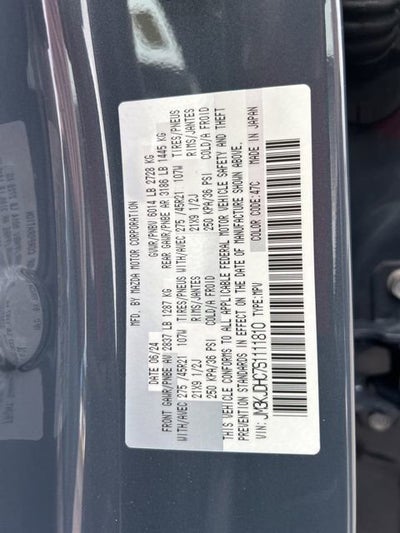 MFD. BY MAZDA MOTOR CORPORATION
DATE 06/24 GVWR/PNBV 6014 LB 2728 KG
FRONT GAWR/PNBE AV 2837 LB 1287 KG REAR GAWR/PNBE AR 3186 LB 1445 KG
WITH/AVEC 275 /45R21 107W TIRES/PNEUS WITH/AVEC 275 /45R21 107W TIRES/PNEUS
21X9 1/2J RIMS/JANTES 21X9 1/2J RIMS/JANTES
250 KPA/36 PSI COLD/A FROID 250 KPA/36 PSI COLD/A FROID
THIS VEHICLE CONFORMS TO ALL APPLICABLE FEDERAL MOTOR VEHICLE SAFETY AND THEFT
PREVENTION STANDARDS IN EFFECT ON THE DATE OF MANUFACTURE SHOWN ABOVE.
VIN: JM3KJDHC7S1111810 TYPE:MPV COLOR CODE:47C MADE IN JAPAN